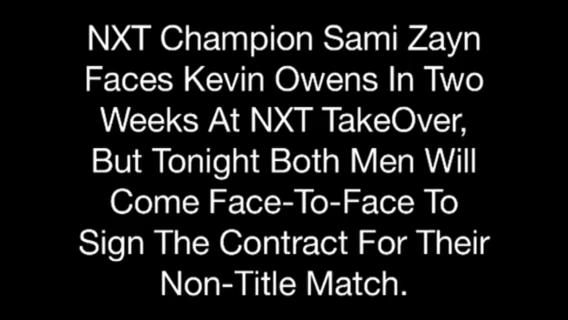 NXT Champion Sami Zayn
Faces Kevin Owens In Two
Weeks At NXT TakeOver,
But Tonight Both Men Will
Come Face-To-Face To
Sign The Contract For Their
Non-Title Match.